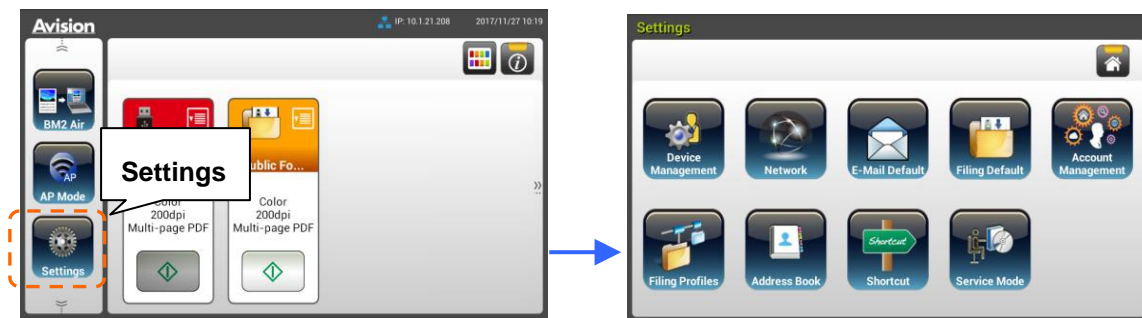 Avision
IP: 10.1.21.208
2017/11/27 10:19
BM2 Air
AP
AP Mode
Settings
Settings
ublic Fo...
Color
200dpi
Multi-page PDF
Color
200dpi
Multi-page PDF
Settings
Device
Management
Network
E-Mail Default
Filing Default
Account
Management
Filing Profiles
Address Book
Shortcut
Shortcut
Service Mode